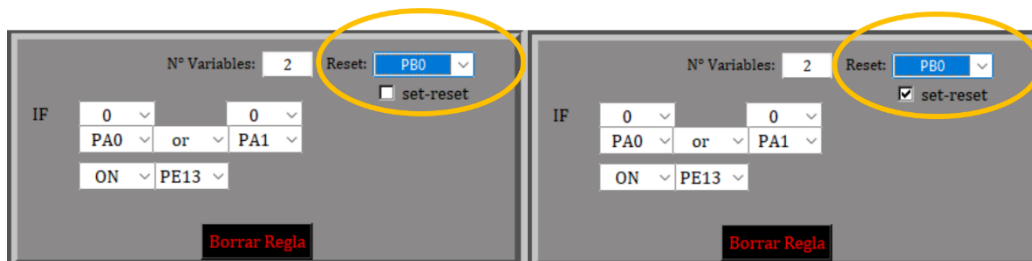 N° Variables: 2 Reset: PB0
set-reset
IF 0 0
PA0 or PA1
ON PE13
Borrar Regla
N° Variables: 2 Reset: PB0
set-reset
IF 0 0
PA0 or PA1
ON PE13
Borrar Regla